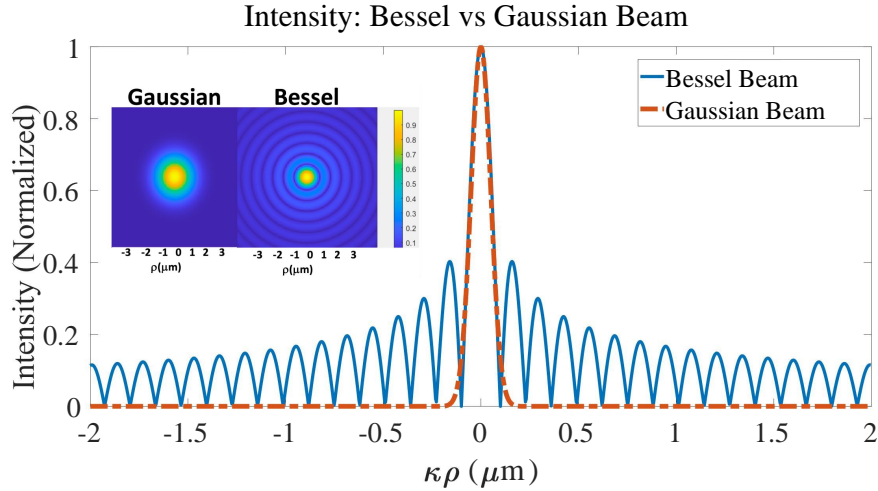 Intensity: Bessel vs Gaussian Beam
Intensity (Normalized)
1
0.8
0.6
0.4
0.2
0
-2
-1.5
-1
-0.5
0
0.5
1
1.5
2
κρ (μm)
Bessel Beam
Gaussian Beam
Gaussian
Bessel
0.9
0.8
0.7
0.6
0.5
0.4
0.3
0.2
0.1
-3 -2 -1 0 1 2 3
ρ(μm)
-3 -2 -1 0 1 2 3
ρ(μm)